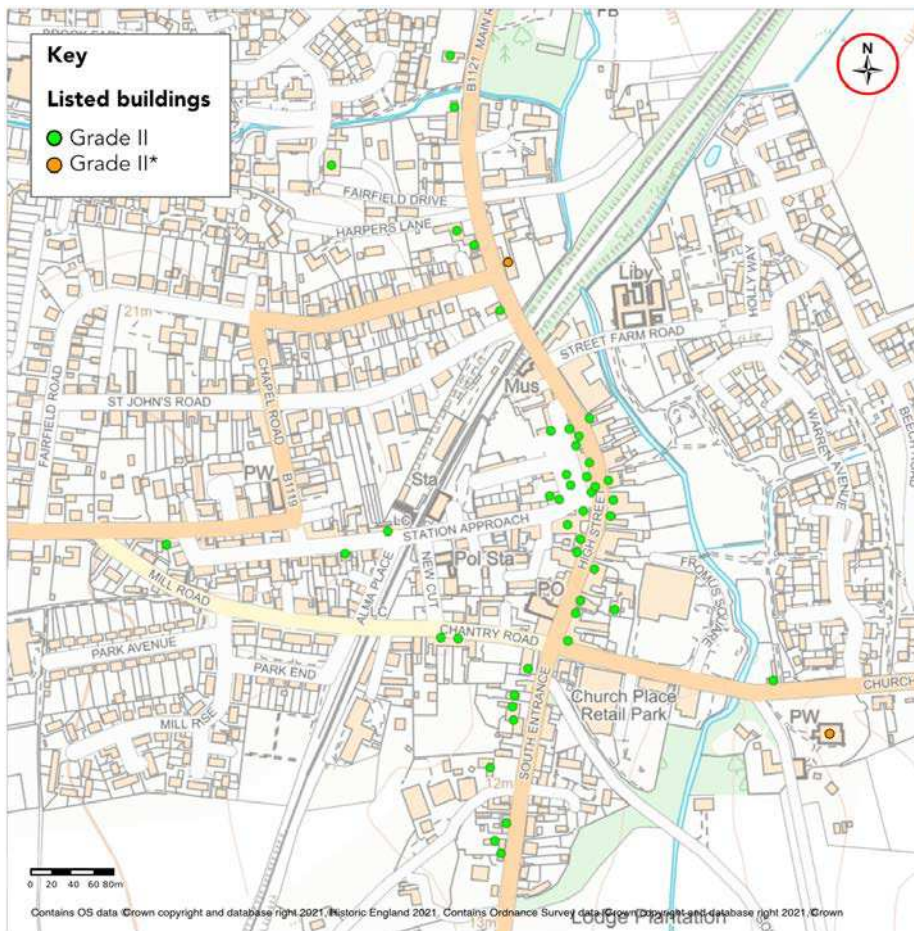 Key
Listed buildings
Grade II
Grade II*
N
FB
B1121 MAIN
FAIRFIELD DRIVE
HARPERS LANE
Liby
HOLLY WAY
21m
STREET FARM ROAD
Mus
CHAPEL ROAD
ST JOHN'S ROAD
FAIRFIELD ROAD
WARREN AVENUE
PW
B1119
Sta
HIGH STREET
LC
STATION APPROACH
ALMA PLACE
NEW CUT
Pol Sta
MILL ROAD
PO
FROMUS SQUARE
CHANTRY ROAD
PARK AVENUE
PARK END
CHURCH
MILL RISE
SOUTH ENTRANCE
Church Place
Retail Park
PW
12m
0 20 40 60 80m
Contains OS data ©Crown copyright and database right 2021, Historic England 2021, Contains Ordnance Survey data ©Crown copyright and database right 2021, Crown
Lodge Plantation
13m